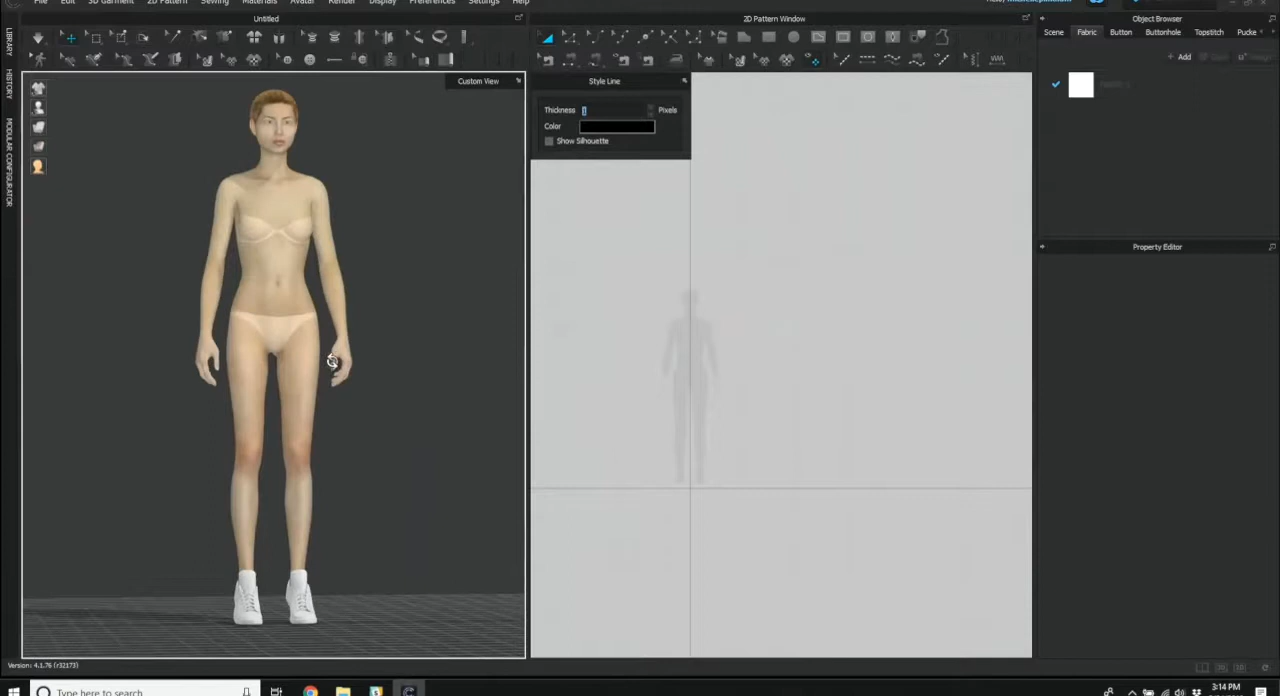 File Edit 3D Garment 2D Pattern Sewing Materials Avatar Render Display Preferences Settings Help
Untitled
2D Pattern Window
Object Browser
Scene Fabric Button Buttonhole Topstitch Pucke
Add
LIBRARY
HISTORY
MODULAR CONFIGURATOR
Custom View
Style Line
Thickness 1 Pixels
Color
Show Silhouette
Property Editor
Version: 4.1.76 (r32173)
Type here to search
3:14 PM